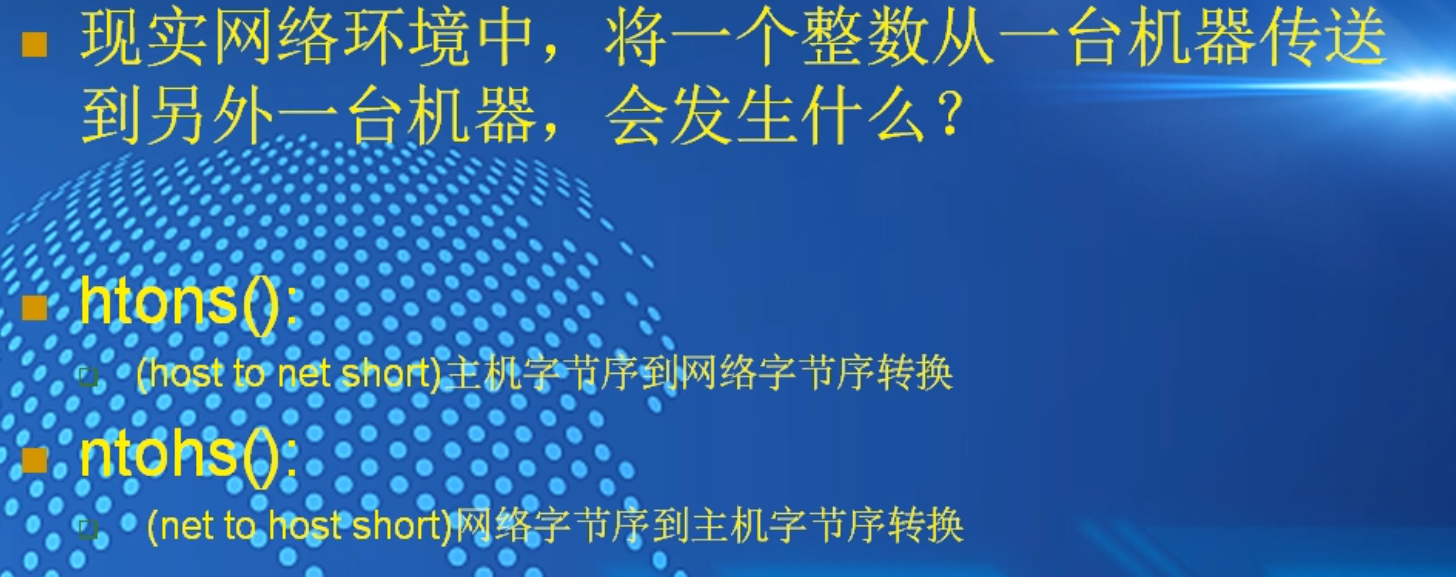 现实网络环境中，将一个整数从一台机器传送
到另外一台机器，会发生什么？
htons():
(host to net short)主机字节序到网络字节序转换
ntohs():
(net to host short)网络字节序到主机字节序转换